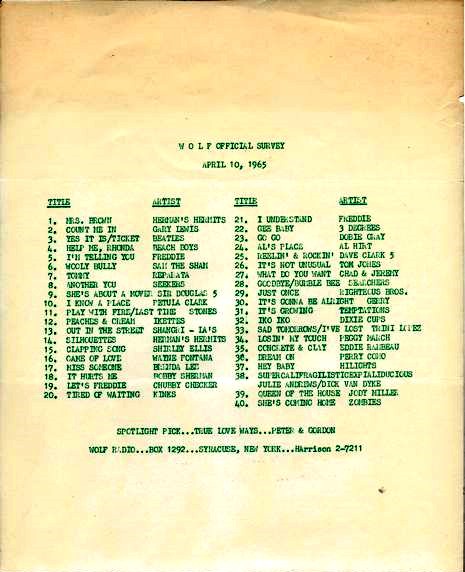 W O L F OFFICIAL SURVEY
APRIL 10, 1965
TITLE ARTIST
1. MRS. BROWN HERMAN'S HERMITS
2. COUNT ME IN GARY LEWIS
3. YES IT IS/TICKET BEATLES
4. HELP ME, RHONDA BEACH BOYS
5. I'M TELLING YOU FREDDIE
6. WOOLY BULLY SAM THE SHAM
7. TOMMY REPARATA
8. ANOTHER YOU SEEKERS
9. SHE'S ABOUT A MOVER SIR DOUGLAS 5
10. I KNOW A PLACE PETULA CLARK
11. PLAY WITH FIRE/LAST TIME STONES
12. PEACHES & CREAM IKETTES
13. OUT IN THE STREET SHANGRI - LA'S
14. SILHOUETTES HERMAN'S HERMITS
15. CLAPPING SONG SHIRLEY ELLIS
16. GAME OF LOVE WAYNE FONTANA
17. MISS SOMEONE BRENDA LEE
18. IT HURTS ME BOBBY SHERMAN
19. LET'S FREDDIE CHUBBY CHECKER
20. TIRED OF WAITING KINKS
TITLE ARTIST
21. I UNDERSTAND FREDDIE
22. GEE BABY 3 DEGREES
23. GO GO DOBIE GRAY
24. AL'S PLACE AL HIRT
25. REELIN' & ROCKIN' DAVE CLARK 5
26. IT'S NOT UNUSUAL TOM JONES
27. WHAT DO YOU WANT CHAD & JEREMY
28. GOODBYE/BUMBLE BEE SEARCHERS
29. JUST ONCE RIGHTEOUS BROS.
30. IT'S GONNA BE ALRIGHT GERRY
31. IT'S GROWING TEMPTATIONS
32. IKO IKO DIXIE CUPS
33. SAD TOMORROWS/I'VE LOST TRINI LOPEZ
34. LOSIN' MY TOUCH PEGGY MARCH
35. CONCRETE & CLAY EDDIE RAMBEAU
36. DREAM ON PERRY COMO
37. HEY BABY HILIGHTS
38. SUPERCALIFRAGILISTICEXPIALIDUCIOUS
JULIE ANDREWS/DICK VAN DYKE
39. QUEEN OF THE HOUSE JODY MILLER
40. SHE'S COMING HOME ZOMBIES
SPOTLIGHT PICK...TRUE LOVE WAYS...PETER & GORDON
WOLF RADIO...BOX 1292...SYRACUSE, NEW YORK...HArrison 2-7211